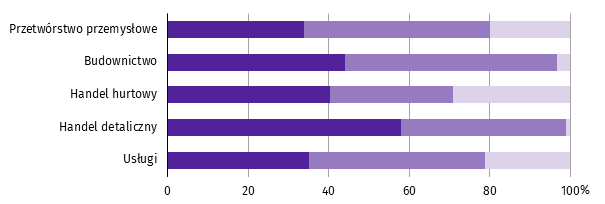 Przetwórstwo przemysłowe
Budownictwo
Handel hurtowy
Handel detaliczny
Usługi
0 20 40 60 80 100%